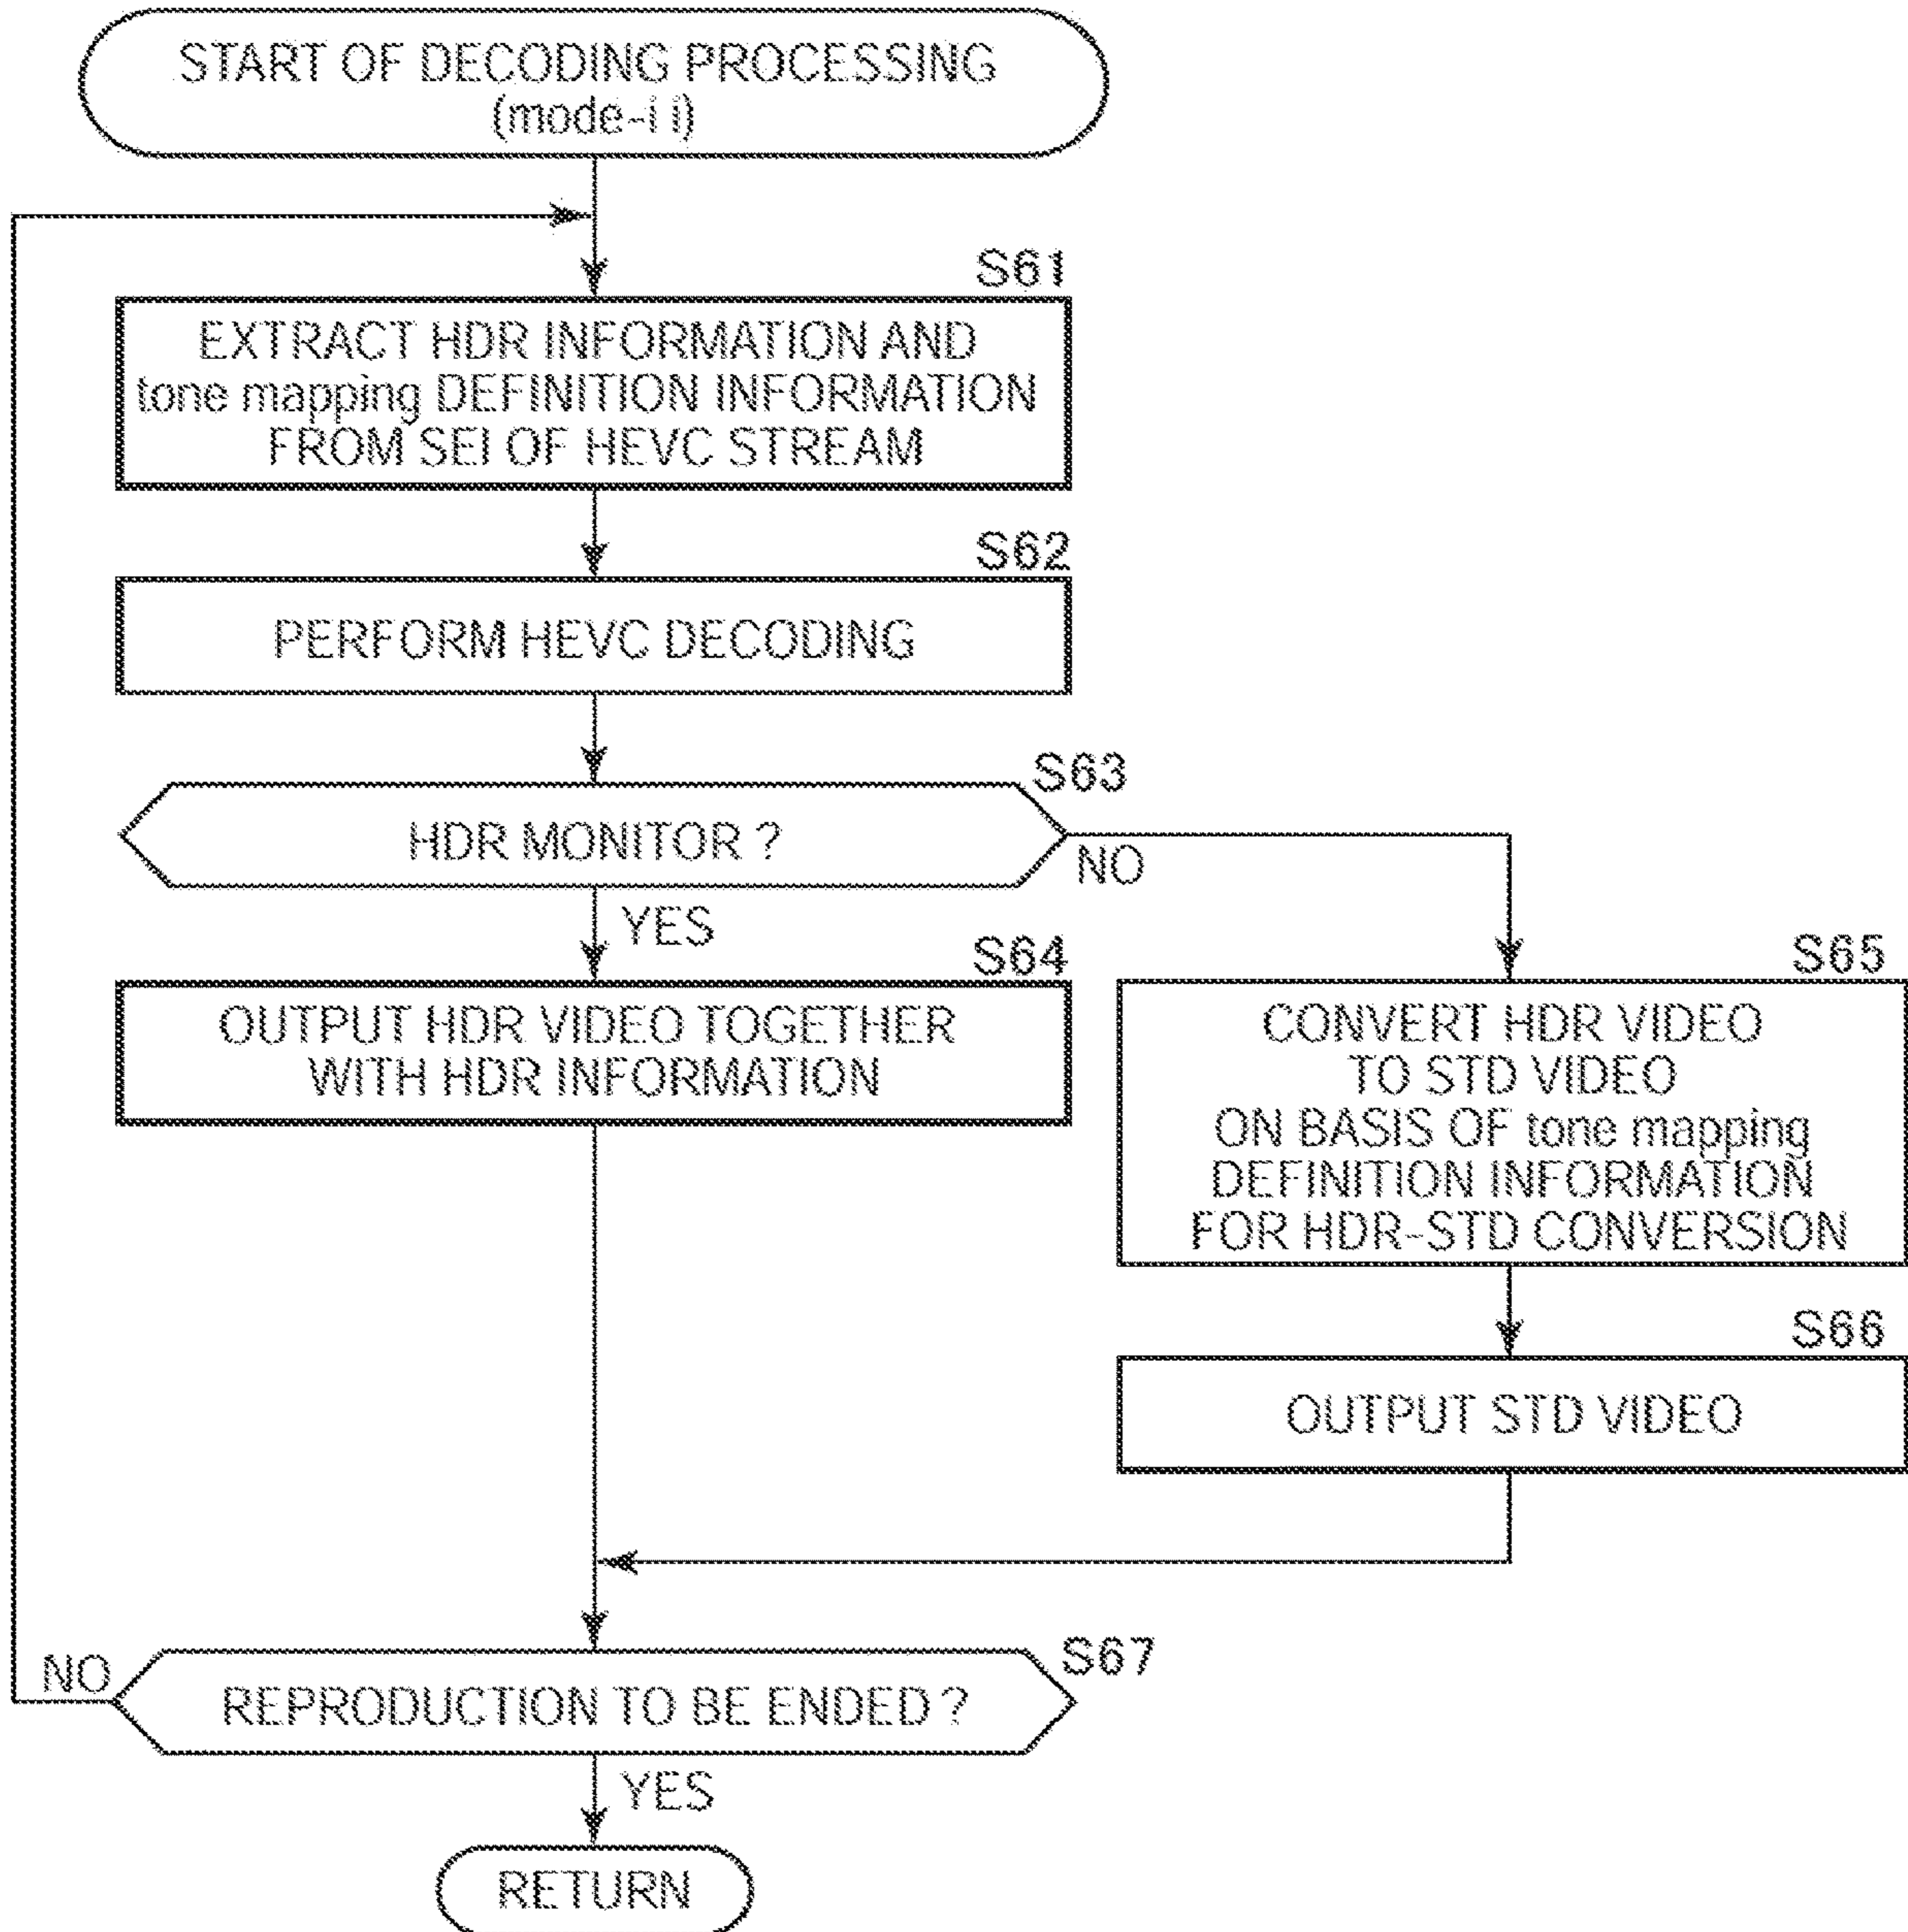 START OF DECODING PROCESSING
(mode-ii)
S61
EXTRACT HDR INFORMATION AND
tone mapping DEFINITION INFORMATION
FROM SEI OF HEVC STREAM
S62
PERFORM HEVC DECODING
S63
HDR MONITOR ?
NO
YES
S64
OUTPUT HDR VIDEO TOGETHER
WITH HDR INFORMATION
S65
CONVERT HDR VIDEO
TO STD VIDEO
ON BASIS OF tone mapping
DEFINITION INFORMATION
FOR HDR-STD CONVERSION
S66
OUTPUT STD VIDEO
S67
NO
REPRODUCTION TO BE ENDED ?
YES
RETURN